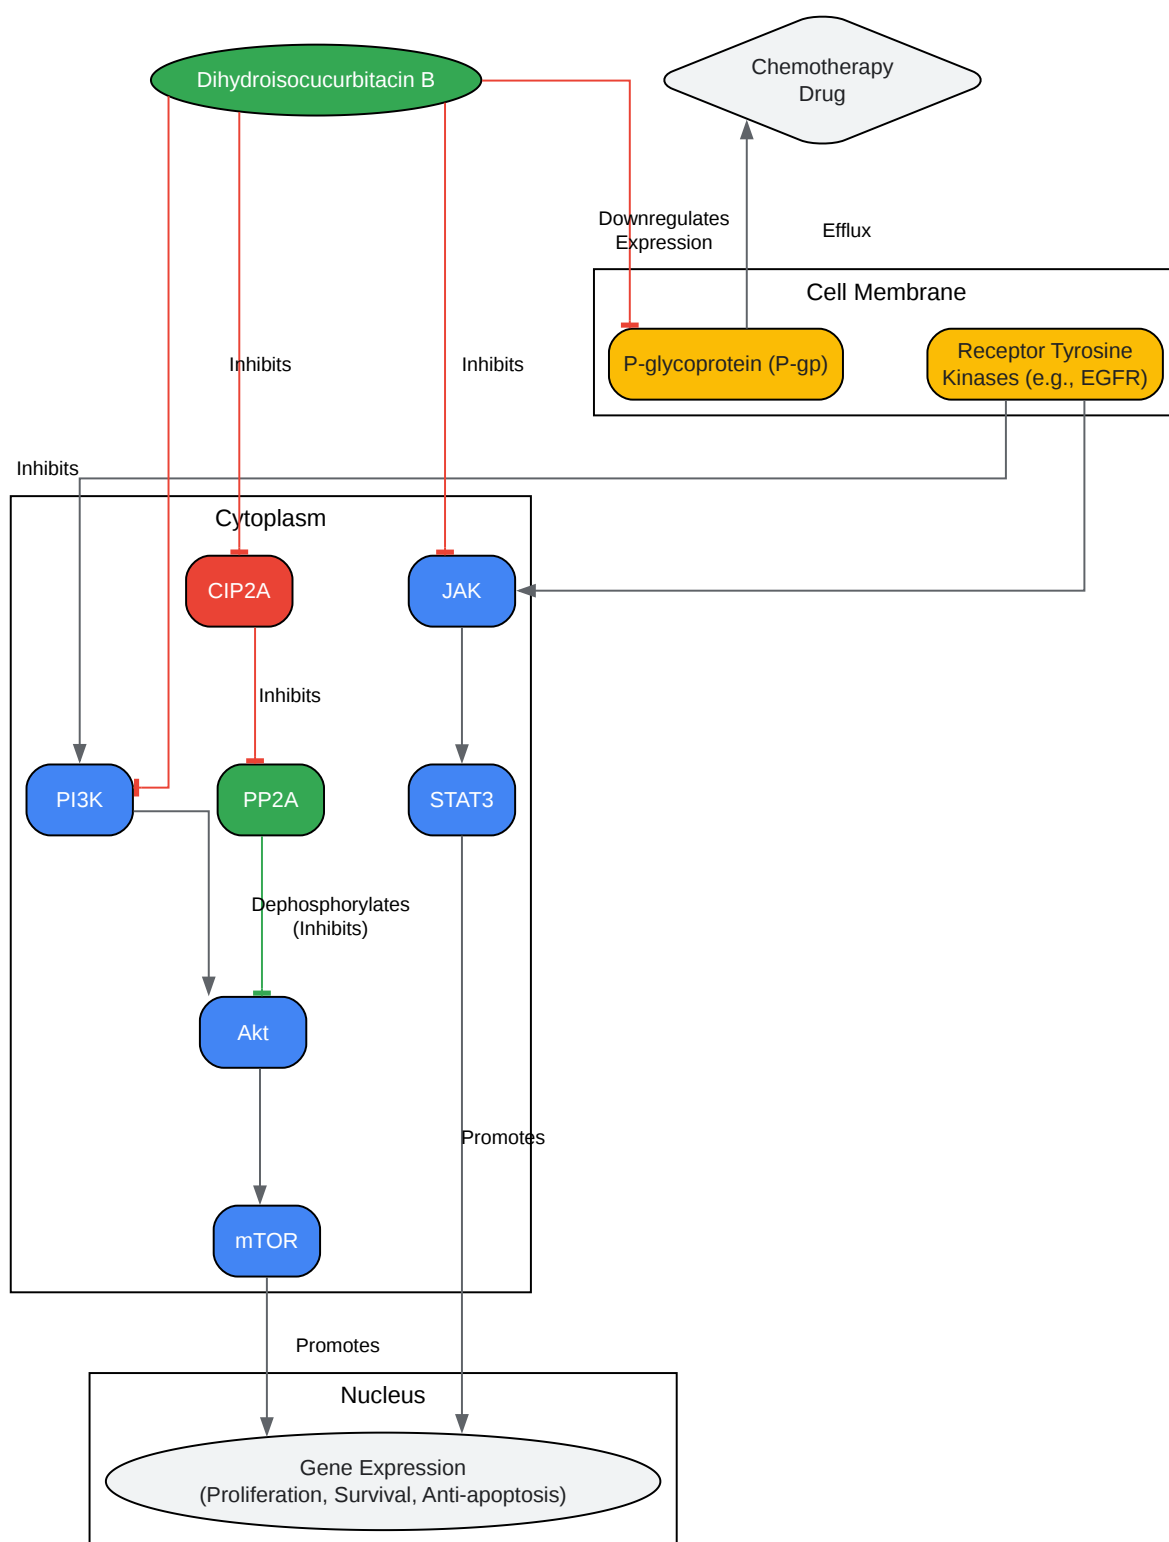 Dihydroisocucurbitacin B
Chemotherapy
Drug
Downregulates
Expression
Efflux
Cell Membrane
P-glycoprotein (P-gp)
Receptor Tyrosine
Kinases (e.g., EGFR)
Inhibits
Inhibits
Inhibits
Cytoplasm
CIP2A
JAK
Inhibits
PI3K
PP2A
STAT3
Dephosphorylates
(Inhibits)
Akt
Promotes
mTOR
Promotes
Nucleus
Gene Expression
(Proliferation, Survival, Anti-apoptosis)